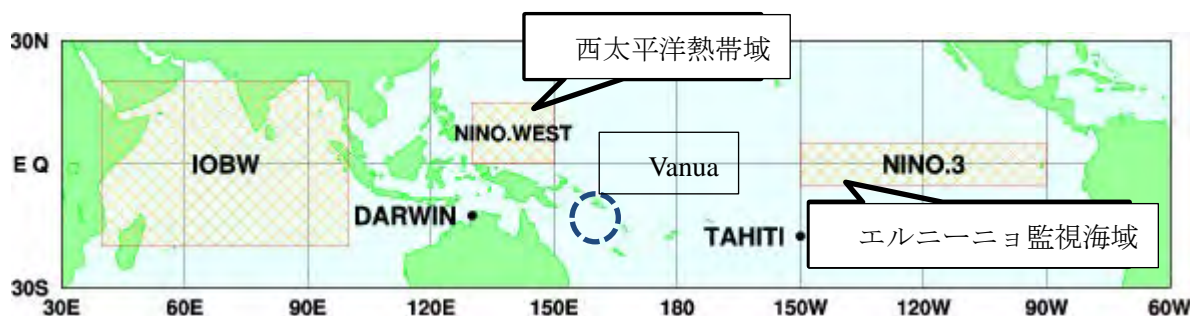 30N
西太平洋熱帯域
NINO.WEST
IOBW
Vanua
NINO.3
E Q
DARWIN
TAHITI
エルニーニョ監視海域
30S
30E 60E 90E 120E 150E 180 150W 120W 90W 60W